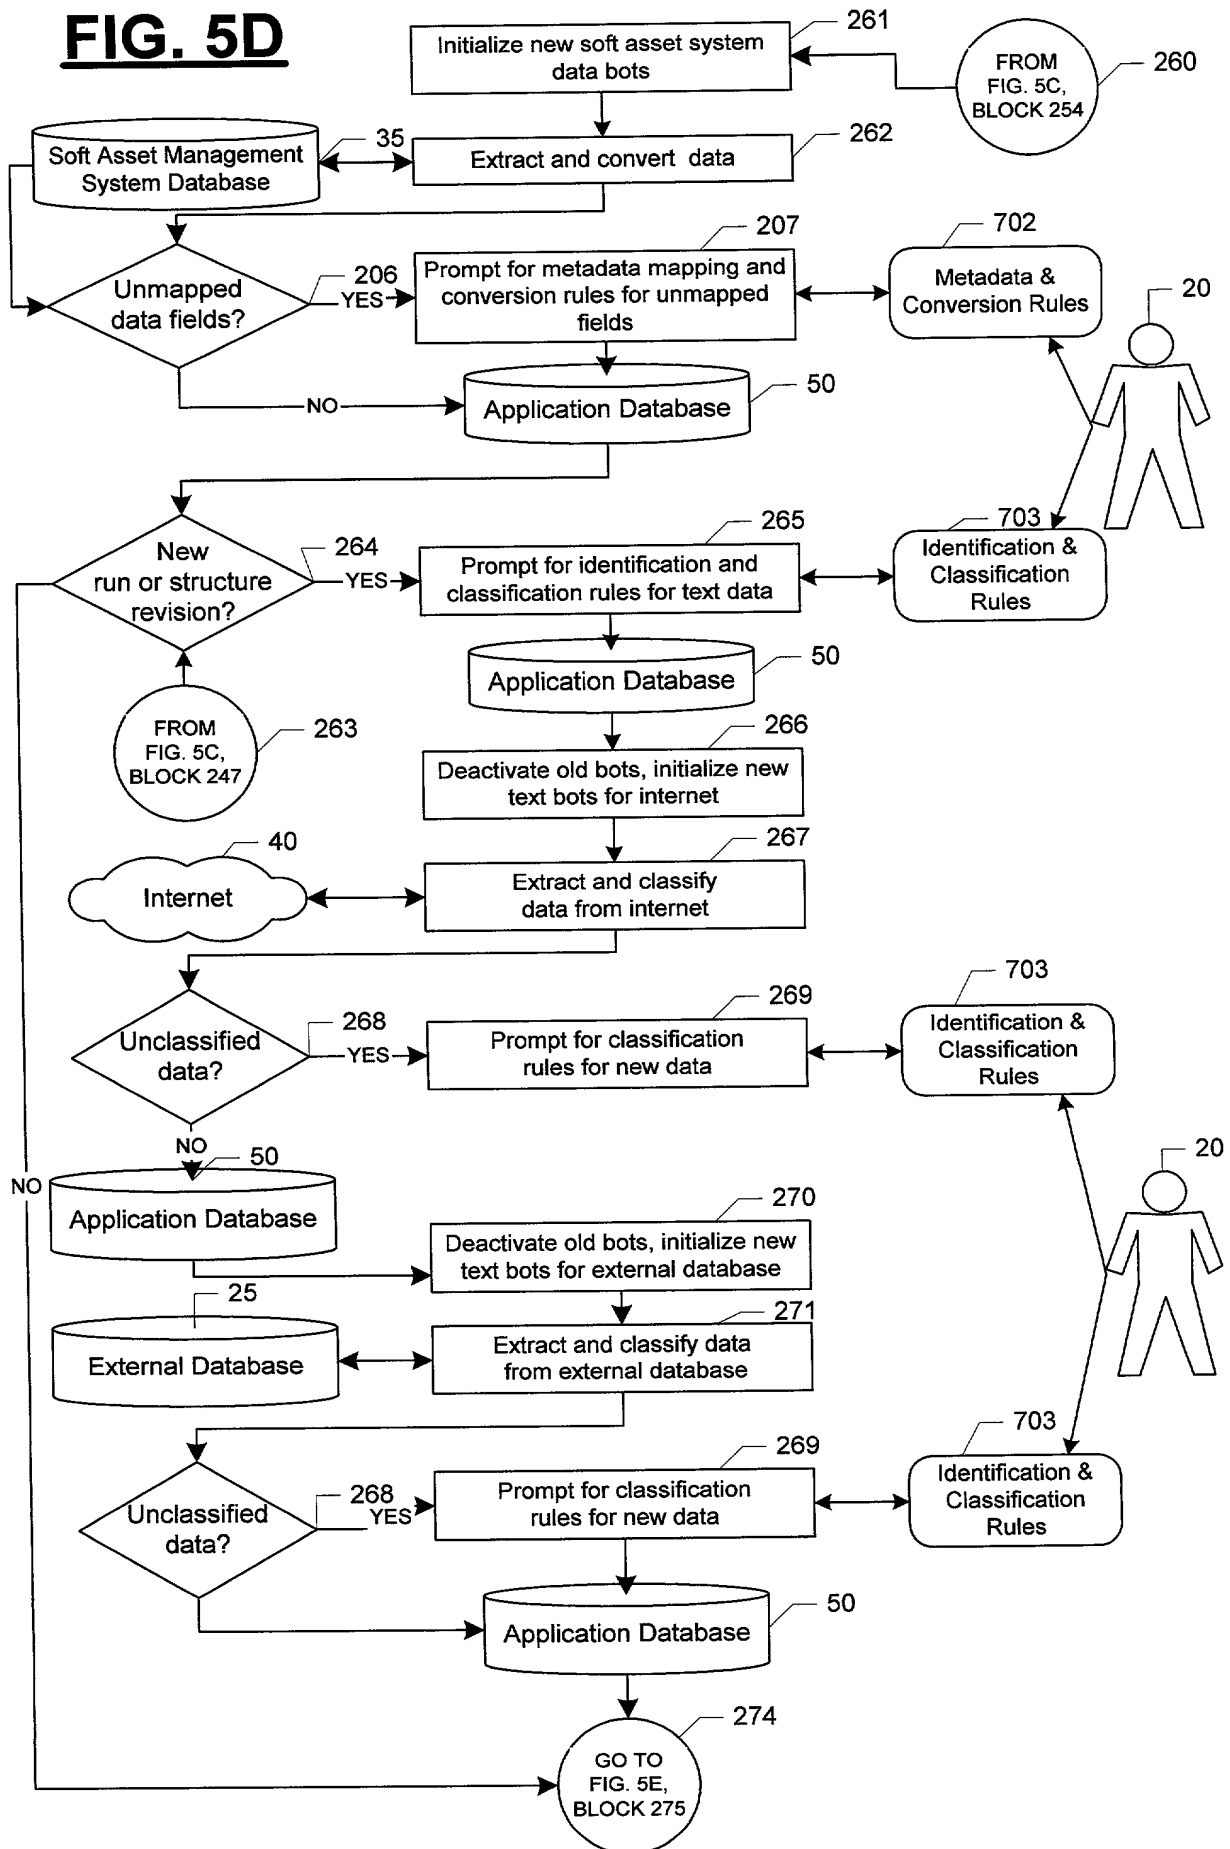 FIG. 5D
261
Initialize new soft asset system
data bots
FROM
FIG. 5C,
BLOCK 254
260
Soft Asset Management
System Database
35
Extract and convert data
262
Unmapped
data fields?
206
YES
207
Prompt for metadata mapping and
conversion rules for unmapped
fields
702
Metadata &
Conversion Rules
20
NO
Application Database
50
New
run or structure
revision?
264
YES
265
Prompt for identification and
classification rules for text data
703
Identification &
Classification
Rules
Application Database
50
FROM
FIG. 5C,
BLOCK 247
263
266
Deactivate old bots, initialize new
text bots for internet
40
Internet
267
Extract and classify
data from internet
Unclassified
data?
268
YES
269
Prompt for classification
rules for new data
703
Identification &
Classification
Rules
NO
NO
50
Application Database
20
270
Deactivate old bots, initialize new
text bots for external database
25
External Database
271
Extract and classify data
from external database
Unclassified
data?
268
YES
269
Prompt for classification
rules for new data
703
Identification &
Classification
Rules
Application Database
50
GO TO
FIG. 5E,
BLOCK 275
274